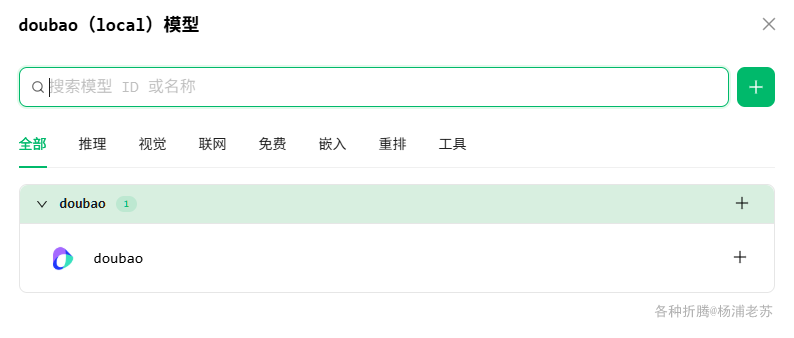 doubao（local）模型
搜索模型 ID 或名称
全部 推理 视觉 联网 免费 嵌入 重排 工具
doubao 1
doubao
各种折腾@杨浦老苏